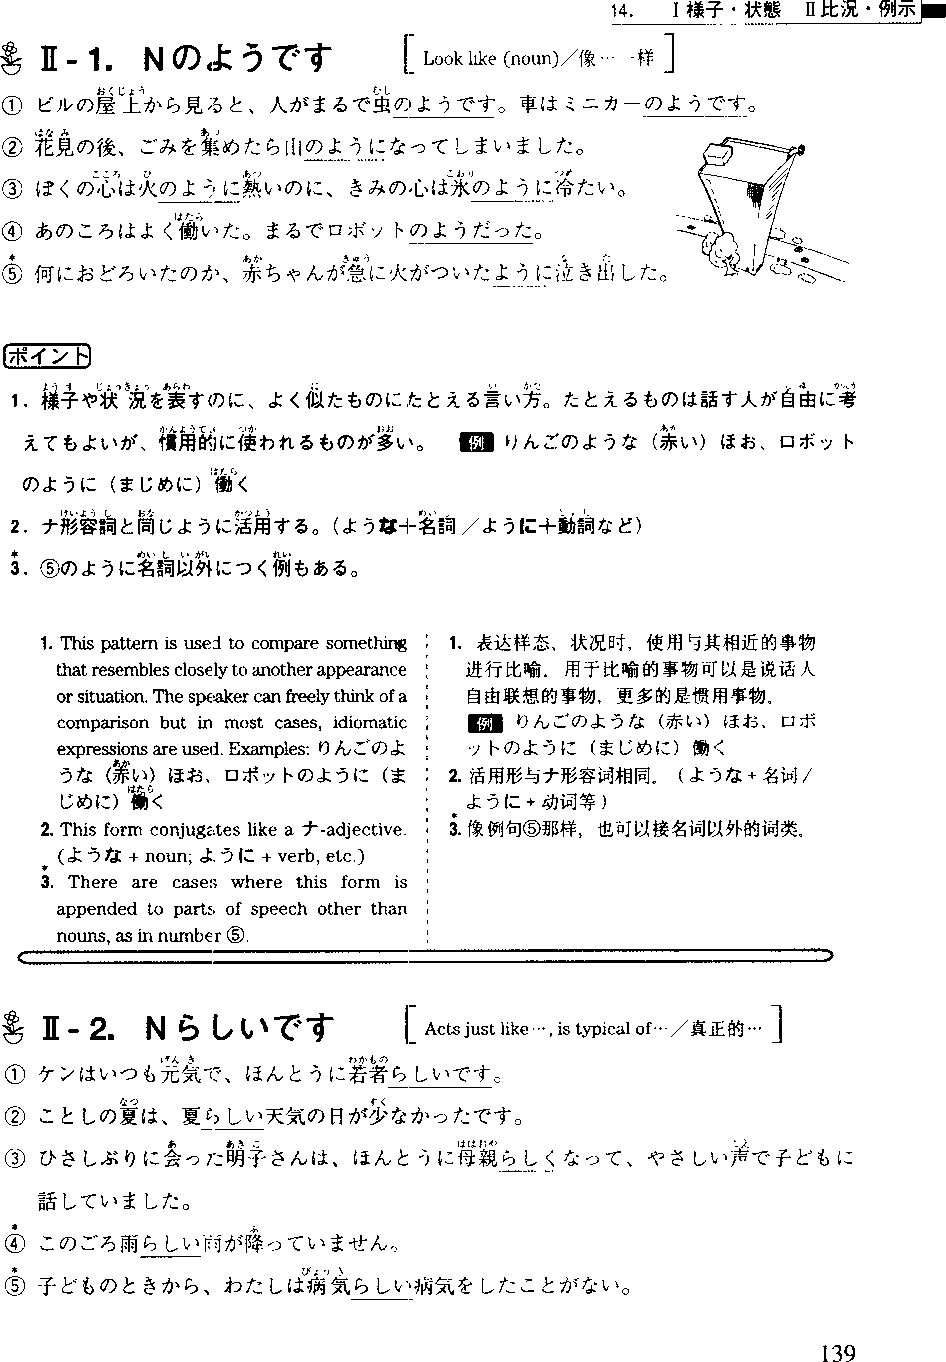 14. Ⅰ様子・状態 Ⅱ比況・例示
Ⅱ-1. Nのようです [Look like (noun)／像… 一样]
① ビルの屋上から見ると、人がまるで虫のようです。車はミニカーのようです。
② 花見の後、ごみを集めたら山のようになってしまいました。
③ ぼくの心は火のように熱いのに、きみの心は氷のように冷たい。
④ あのころはよく働いた。まるでロボットのようだった。
*⑤ 何におどろいたのか、赤ちゃんが急に火がついたように泣き出した。
ポイント
1. 様子や状況を表すのに、よく似たものにたとえる言い方。たとえるものは話す人が自由に考
えてもよいが、慣用的に使われるものが多い。 例 りんごのような（赤い）ほお、ロボット
のように（まじめに）働く
2. ナ形容詞と同じように活用する。（ような＋名詞／ように＋動詞など）
*3. ⑤のように名詞以外につく例もある。
1. This pattern is used to compare something
that resembles closely to another appearance
or situation. The speaker can freely think of a
comparison but in most cases, idiomatic
expressions are used. Examples: りんごのよ
うな（赤い）ほお、ロボットのように（ま
じめに）働く
2. This form conjugates like a ナ-adjective.
(ような + noun; ように + verb, etc.)
*3. There are cases where this form is
appended to parts of speech other than
nouns, as in number ⑤.
1. 表达样态、状况时，使用与其相近的事物
进行比喻．用于比喻的事物可以是说话人
自由联想的事物，更多的是惯用事物．
例 りんごのような（赤い）ほお、ロボ
ットのように（まじめに）働く
2. 活用形与ナ形容词相同．（ような + 名词／
ように + 动词等）
*3. 像例句⑤那样，也可以接名词以外的词类．
Ⅱ-2. Nらしいです [Acts just like…, is typical of…／真正的…]
① ケンはいつも元気で、ほんとうに若者らしいです。
② ことしの夏は、夏らしい天気の日が少なかったです。
③ ひさしぶりに会った明子さんは、ほんとうに母親らしくなって、やさしい声で子どもに
話していました。
*④ このごろ雨らしい雨が降っていません。
*⑤ 子どものときから、わたしは病気らしい病気をしたことがない。
139